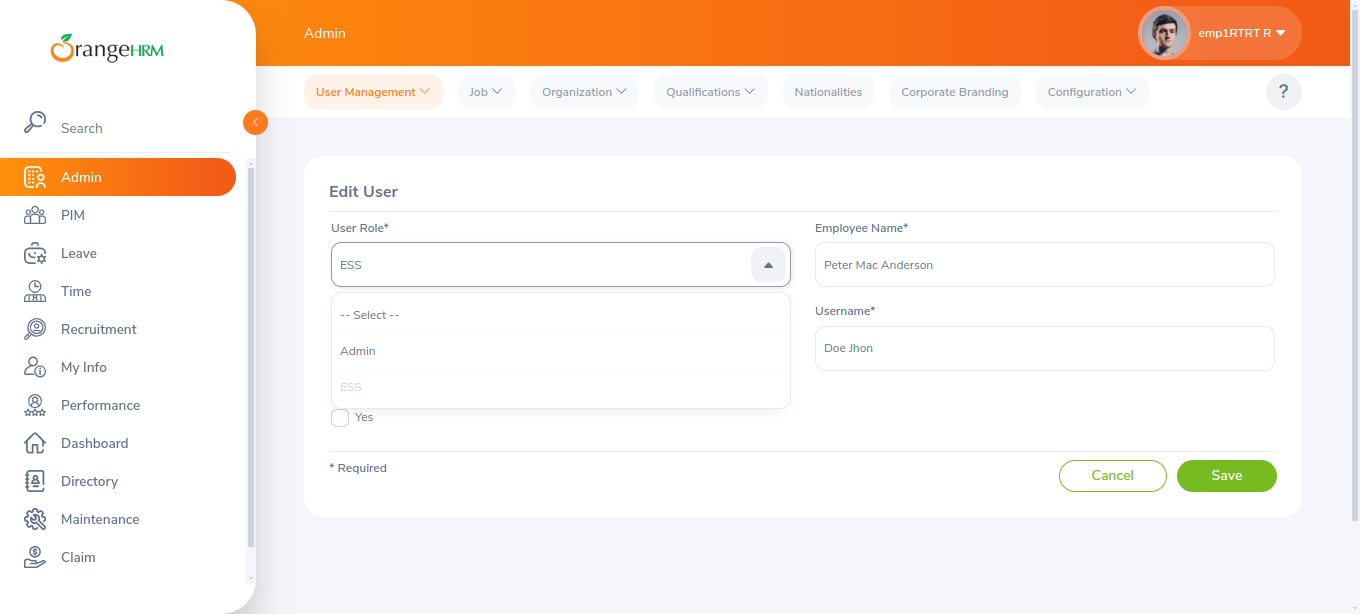 OrangeHRM
Admin
emp1RTRT R
User Management
Job
Organization
Qualifications
Nationalities
Corporate Branding
Configuration
?
Search
Admin
PIM
Leave
Time
Recruitment
My Info
Performance
Dashboard
Directory
Maintenance
Claim
Edit User
User Role*
ESS
-- Select --
Admin
ESS
Employee Name*
Peter Mac Anderson
Username*
Doe Jhon
Yes
* Required
Cancel
Save